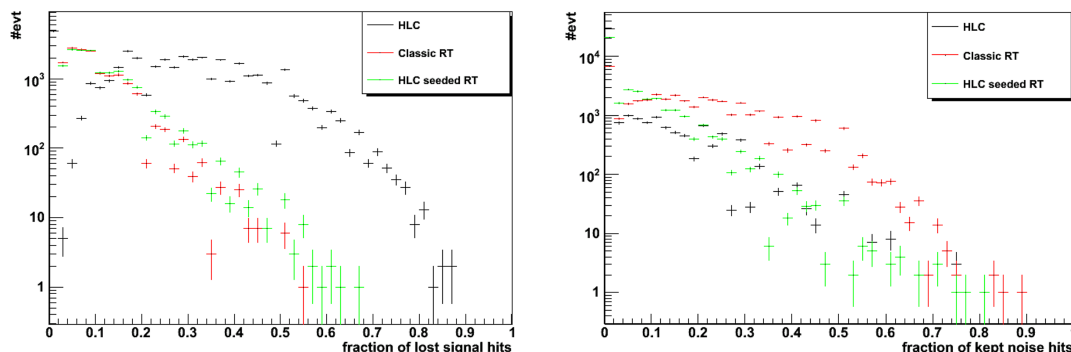 #evt
HLC
Classic RT
HLC seeded RT
10³
10²
10
1
0 0.1 0.2 0.3 0.4 0.5 0.6 0.7 0.8 0.9 1
fraction of lost signal hits
#evt
HLC
Classic RT
HLC seeded RT
10⁴
10³
10²
10
1
0 0.1 0.2 0.3 0.4 0.5 0.6 0.7 0.8 0.9 1
fraction of kept noise hits